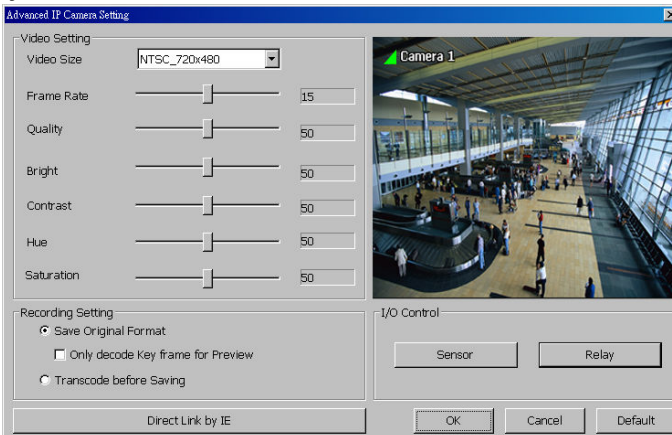 Advanced IP Camera Setting
Video Setting
Video Size NTSC_720x480
Camera 1
Frame Rate 15
Quality 50
Bright 50
Contrast 50
Hue 50
Saturation 50
Recording Setting
Save Original Format
Only decode Key frame for Preview
Transcode before Saving
I/O Control
Sensor Relay
Direct Link by IE
OK Cancel Default